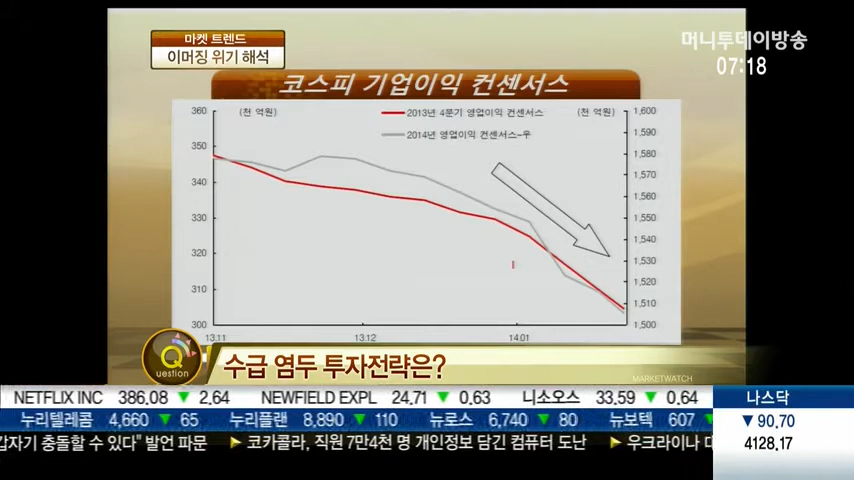 마켓 트렌드
이머징 위기 해석
머니투데이방송
07:18
코스피 기업이익 컨센서스
(천 억원)
2013년 4분기 영업이익 컨센서스
(천 억원)
2014년 영업이익 컨센서스-우
360
350
340
330
320
310
300
1,600
1,590
1,580
1,570
1,560
1,550
1,540
1,530
1,520
1,510
1,500
13.11
13.12
14.01
Question
수급 염두 투자전략은?
MARKETWATCH
NETFLIX INC 386,08 ▼ 2,64 NEWFIELD EXPL 24,71 ▼ 0,63 니소오스 33,59 ▼ 0,64
누리텔레콤 4,660 ▼ 65 누리플랜 8,890 ▼ 110 뉴로스 6,740 ▼ 80 뉴보텍 607 ▼
갑자기 충돌할 수 있다" 발언 파문 ▶ 코카콜라, 직원 7만4천 명 개인정보 담긴 컴퓨터 도난 ▶ 우크라이나
나스닥
▼ 90,70
4128,17